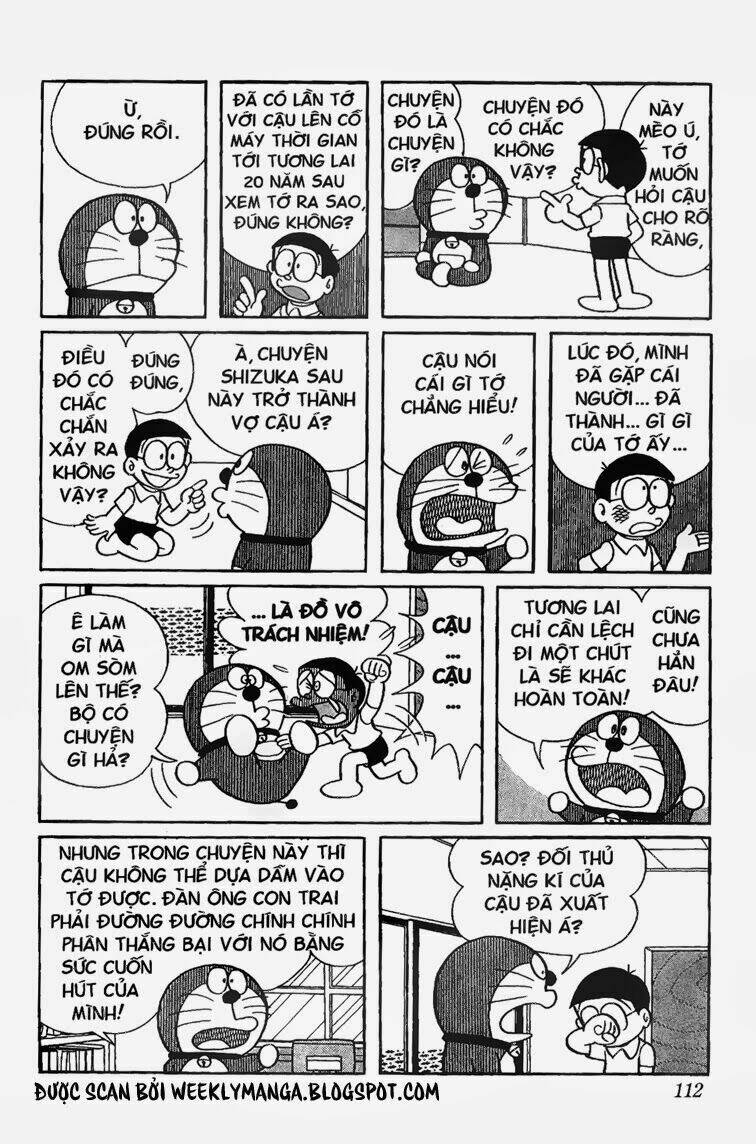 NÀY
MÈO Ú,
TỚ
MUỐN
HỎI CẬU
CHO RÕ
RÀNG,
CHUYỆN ĐÓ
CÓ CHẮC
KHÔNG
VẬY?
CHUYỆN
ĐÓ LÀ
CHUYỆN
GÌ?
ĐÃ CÓ LẦN TỚ
VỚI CẬU LÊN CỖ
MÁY THỜI GIAN
TỚI TƯƠNG LAI
20 NĂM SAU
XEM TỚ RA SAO,
ĐÚNG KHÔNG?
Ừ,
ĐÚNG RỒI.
LÚC ĐÓ, MÌNH
ĐÃ GẶP CÁI
NGƯỜI... ĐÃ
THÀNH... GÌ GÌ
CỦA TỚ ẤY...
CẬU NÓI
CÁI GÌ TỚ
CHẲNG HIỂU!
À, CHUYỆN
SHIZUKA SAU
NÀY TRỞ THÀNH
VỢ CẬU Á?
ĐÚNG
ĐÚNG,
ĐIỀU
ĐÓ CÓ
CHẮC
CHẮN
XẢY RA
KHÔNG
VẬY?
CŨNG
CHƯA
HẲN
ĐÂU!
TƯƠNG LAI
CHỈ CẦN LỆCH
ĐI MỘT CHÚT
LÀ SẼ KHÁC
HOÀN TOÀN!
CẬU
...
CẬU
...
... LÀ ĐỒ VÔ
TRÁCH NHIỆM!
Ê LÀM
GÌ MÀ
OM SÒM
LÊN THẾ?
BỘ CÓ
CHUYỆN
GÌ HẢ?
SAO? ĐỐI THỦ
NẶNG KÍ CỦA
CẬU ĐÃ XUẤT
HIỆN Á?
NHƯNG TRONG CHUYỆN NÀY THÌ
CẬU KHÔNG THỂ DỰA DẪM VÀO
TỚ ĐƯỢC. ĐÀN ÔNG CON TRAI
PHẢI ĐƯỜNG ĐƯỜNG CHÍNH CHÍNH
PHÂN THẮNG BẠI VỚI NÓ BẰNG
SỨC CUỐN
HÚT CỦA
MÌNH!
ĐƯỢC SCAN BỞI WEEKLYMANGA.BLOGSPOT.COM
112